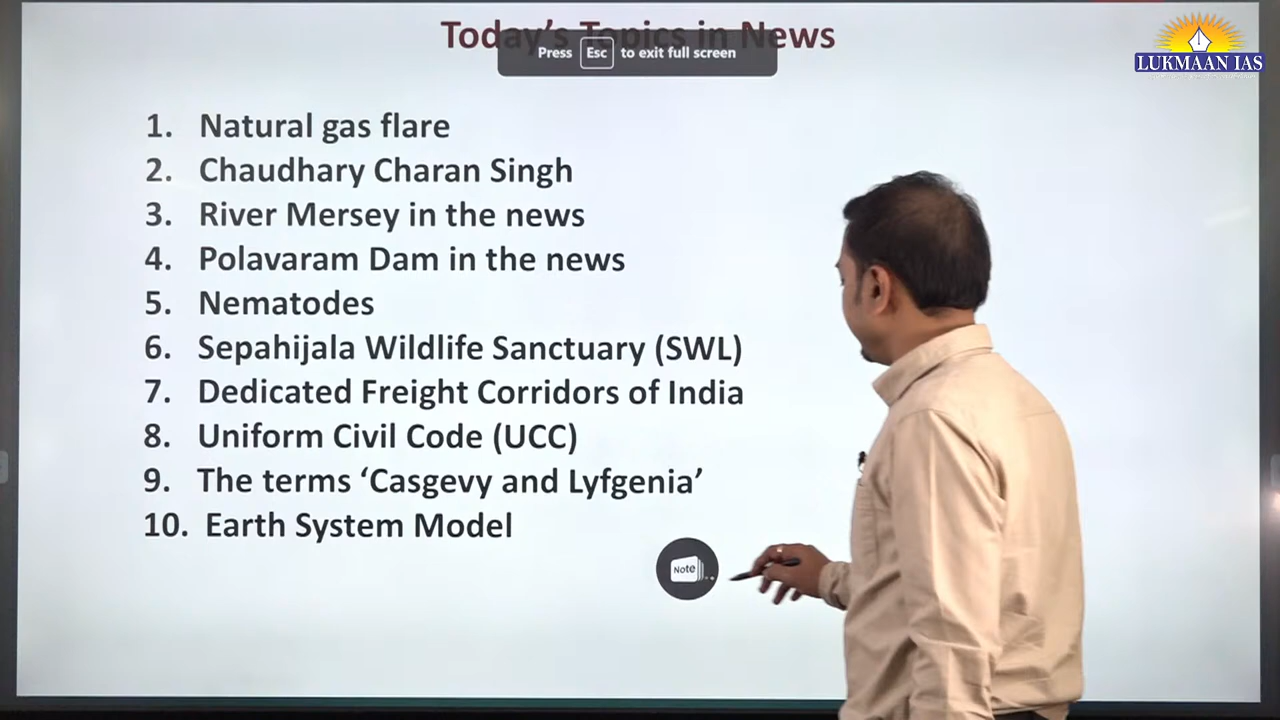 Today's Topics in News
Press Esc to exit full screen
LUKMAAN IAS
1. Natural gas flare
2. Chaudhary Charan Singh
3. River Mersey in the news
4. Polavaram Dam in the news
5. Nematodes
6. Sepahijala Wildlife Sanctuary (SWL)
7. Dedicated Freight Corridors of India
8. Uniform Civil Code (UCC)
9. The terms ‘Casgevy and Lyfgenia’
10. Earth System Model
Note